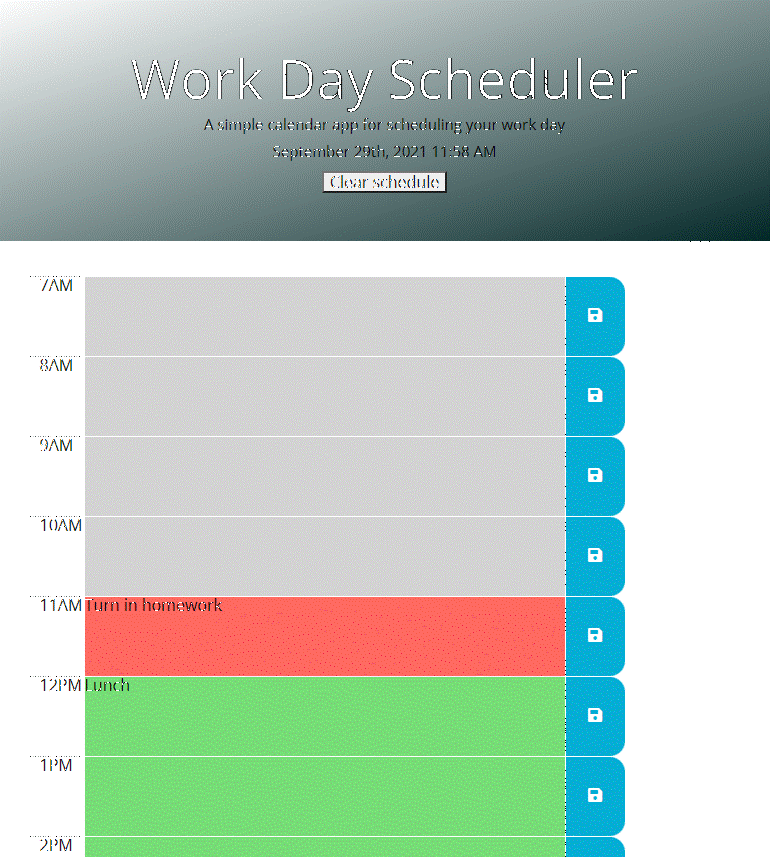 Work Day Scheduler
A simple calendar app for scheduling your work day
September 29th, 2021 11:58 AM
Clear schedule
7AM
8AM
9AM
10AM
11AM Turn in homework
12PM Lunch
1PM
2PM